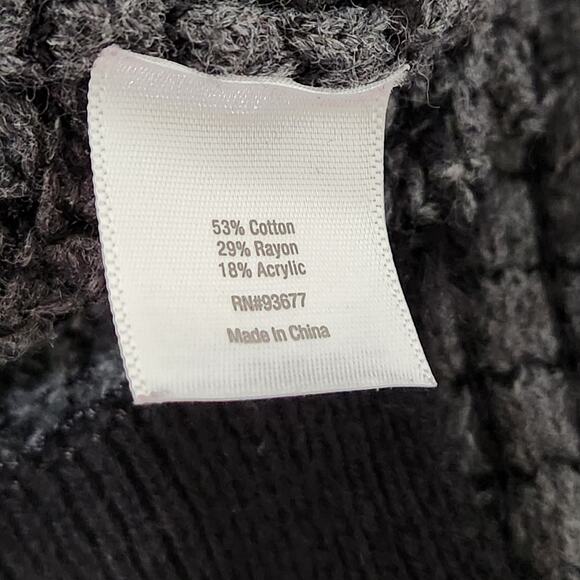 53% Cotton
29% Rayon
18% Acrylic
RN#93677
Made In China